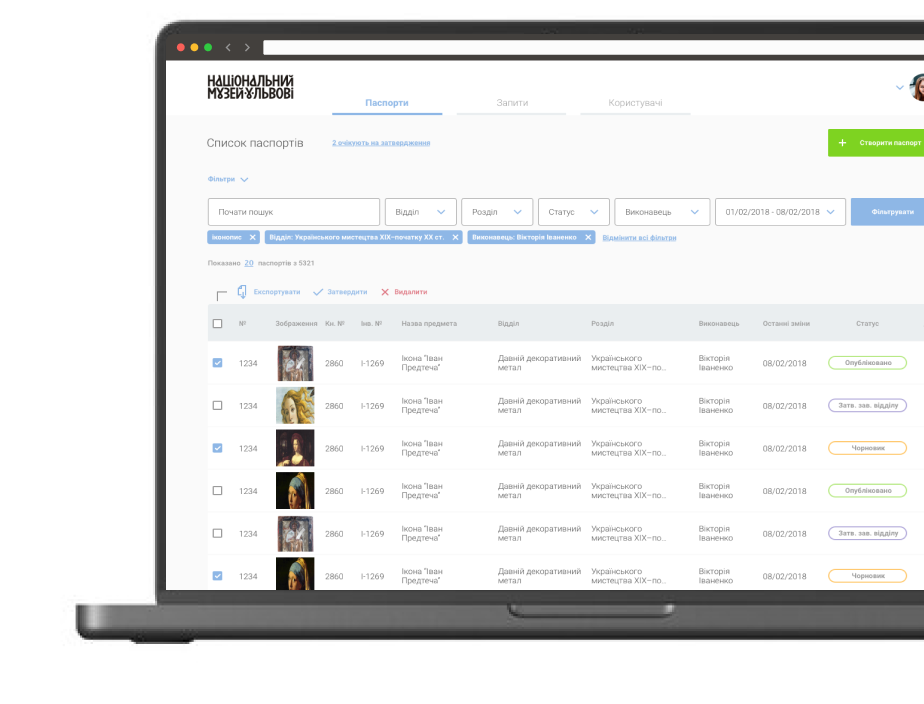 НАЦІОНАЛЬНИЙ
МУЗЕЙ У ЛЬВОВІ
Паспорти
Запити
Користувачі
Список паспортів
2 очікують на затвердження
Створити паспорт
Фільтри
Почати пошук
Відділ
Розділ
Статус
Виконавець
01/02/2018 - 08/02/2018
Фільтрувати
іконопис
Відділ: Українського мистецтва XIX-початку XX ст.
Виконавець: Вікторія Іваненко
Відмінити всі фільтри
Показано 20 паспортів з 5321
Експортувати
Затвердити
Видалити
№ Зображення Кн. № Інв. № Назва предмета Відділ Розділ Виконавець Останні зміни Статус
1234 2860 І-1269 Ікона "Іван Предтеча" Давній декоративний метал Українського мистецтва XIX–по... Вікторія Іваненко 08/02/2018 Опубліковано
1234 2860 І-1269 Ікона "Іван Предтеча" Давній декоративний метал Українського мистецтва XIX–по... Вікторія Іваненко 08/02/2018 Затв. зав. відділу
1234 2860 І-1269 Ікона "Іван Предтеча" Давній декоративний метал Українського мистецтва XIX–по... Вікторія Іваненко 08/02/2018 Чорновик
1234 2860 І-1269 Ікона "Іван Предтеча" Давній декоративний метал Українського мистецтва XIX–по... Вікторія Іваненко 08/02/2018 Опубліковано
1234 2860 І-1269 Ікона "Іван Предтеча" Давній декоративний метал Українського мистецтва XIX–по... Вікторія Іваненко 08/02/2018 Затв. зав. відділу
1234 2860 І-1269 Ікона "Іван Предтеча" Давній декоративний метал Українського мистецтва XIX–по... Вікторія Іваненко 08/02/2018 Чорновик